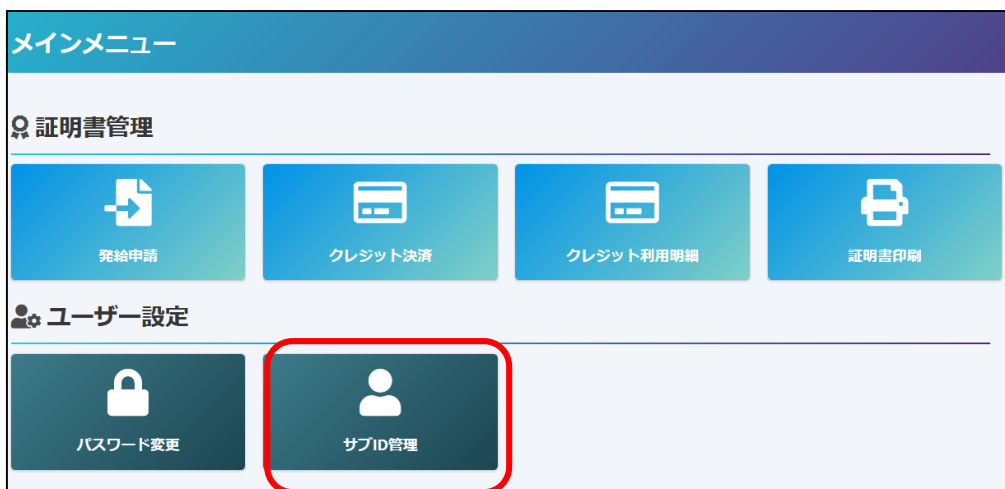 メインメニュー
証明書管理
発給申請
クレジット決済
クレジット利用明細
証明書印刷
ユーザー設定
パスワード変更
サブID管理